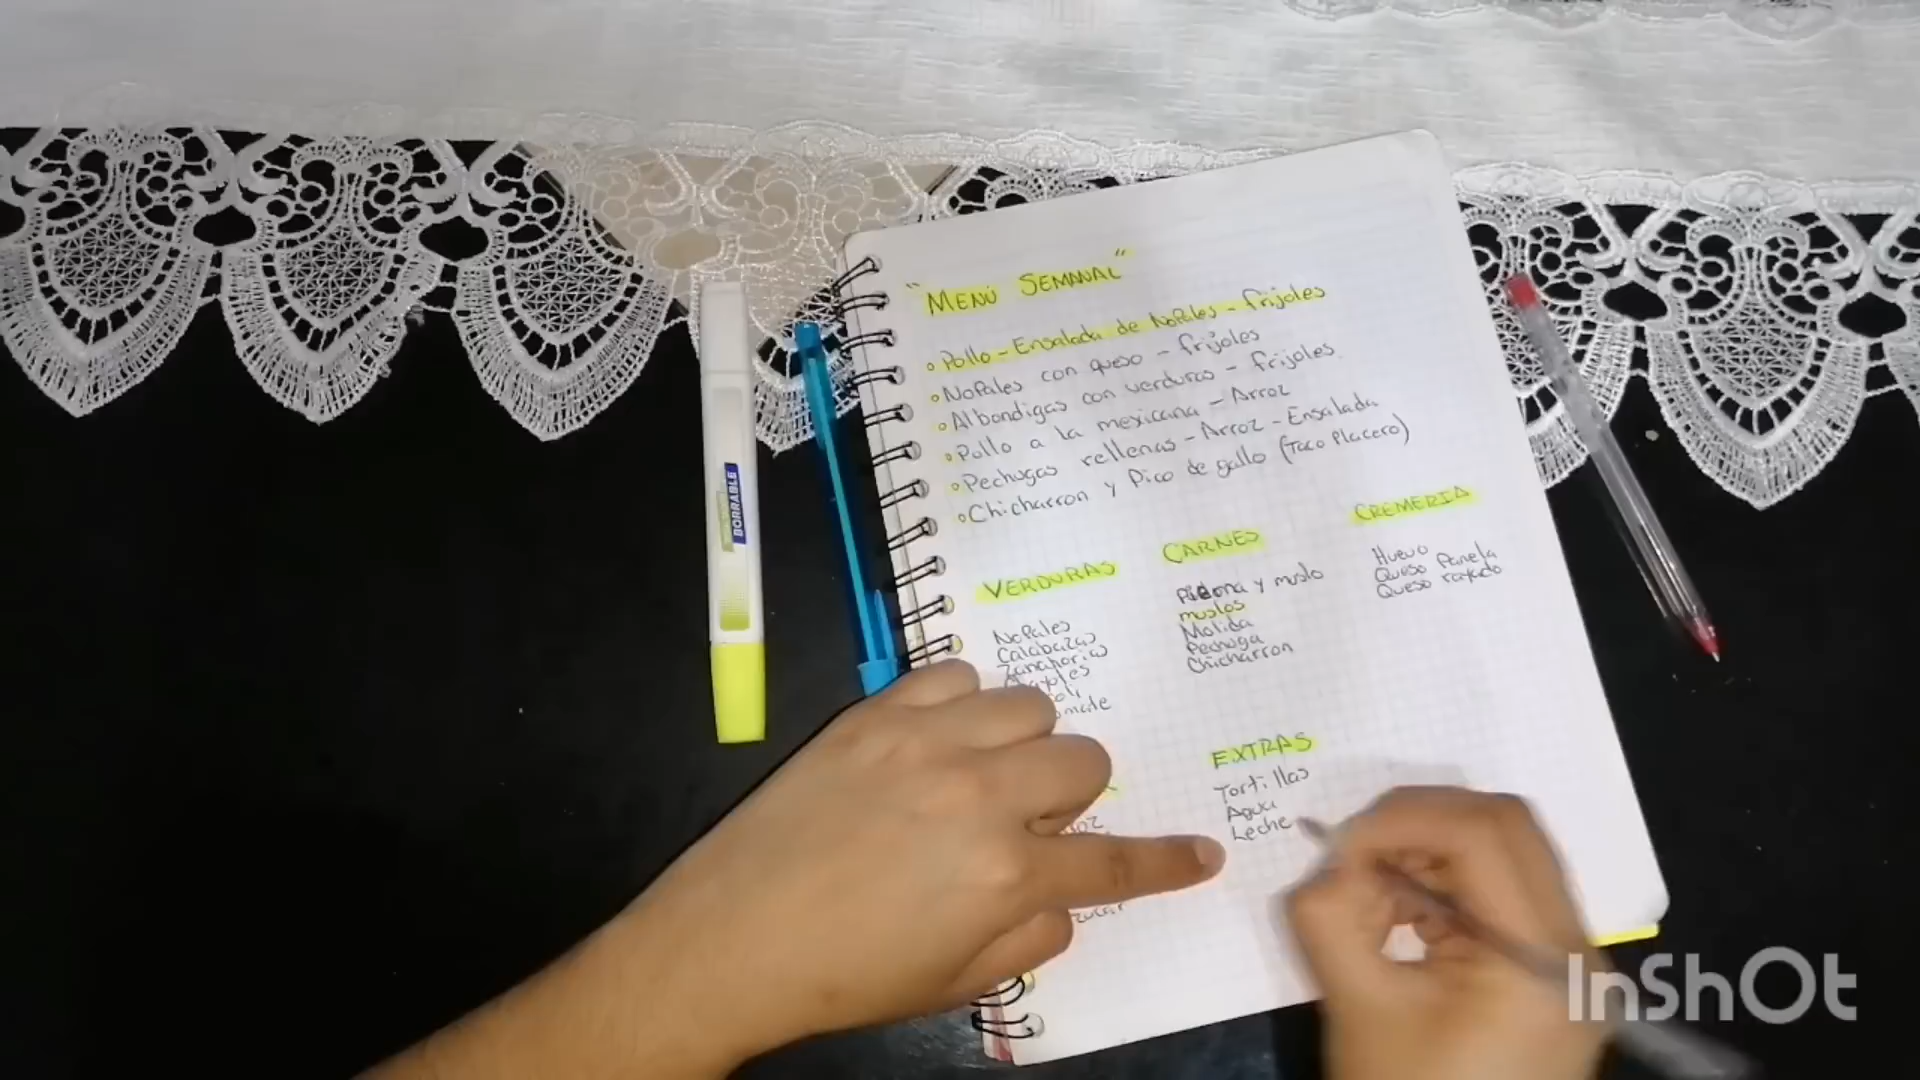 "MENÚ SEMANAL"
Pollo - Ensalada de Nopales - frijoles
Nopales con queso - frijoles
Albondigas con verduras - frijoles
Pollo a la mexicana - Arroz
Pechugas rellenas - Arroz - Ensalada
Chicharron y Pico de gallo (Taco Placero)
VERDURAS
Nopales
Calabazas
Zanahorias
CARNES
y muslo
muslos
Molida
Pechuga
Chicharron
CREMERIA
Huevo
Queso Panela
Queso rayado
EXTRAS
Tortillas
Agua
Leche
BORRABLE
InShOt